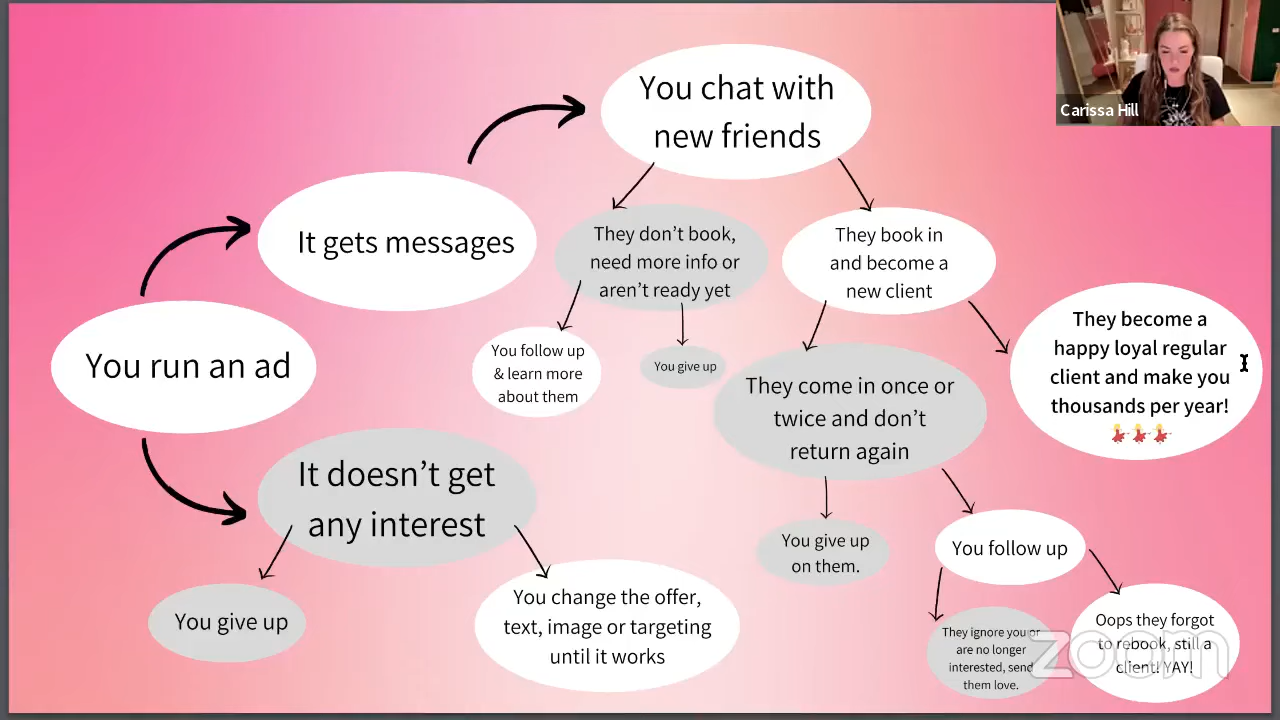 You chat with
new friends
Carissa Hill
It gets messages
They don't book,
need more info or
aren't ready yet
They book in
and become a
new client
You run an ad
You follow up
& learn more
about them
You give up
They come in once or
twice and don't
return again
They become a
happy loyal regular
client and make you
thousands per year!
It doesn't get
any interest
You give up
on them.
You follow up
You give up
You change the offer,
text, image or targeting
until it works
They ignore you or
are no longer
interested, send
them love.
Oops they forgot
to rebook, still a
client! YAY!
zoom